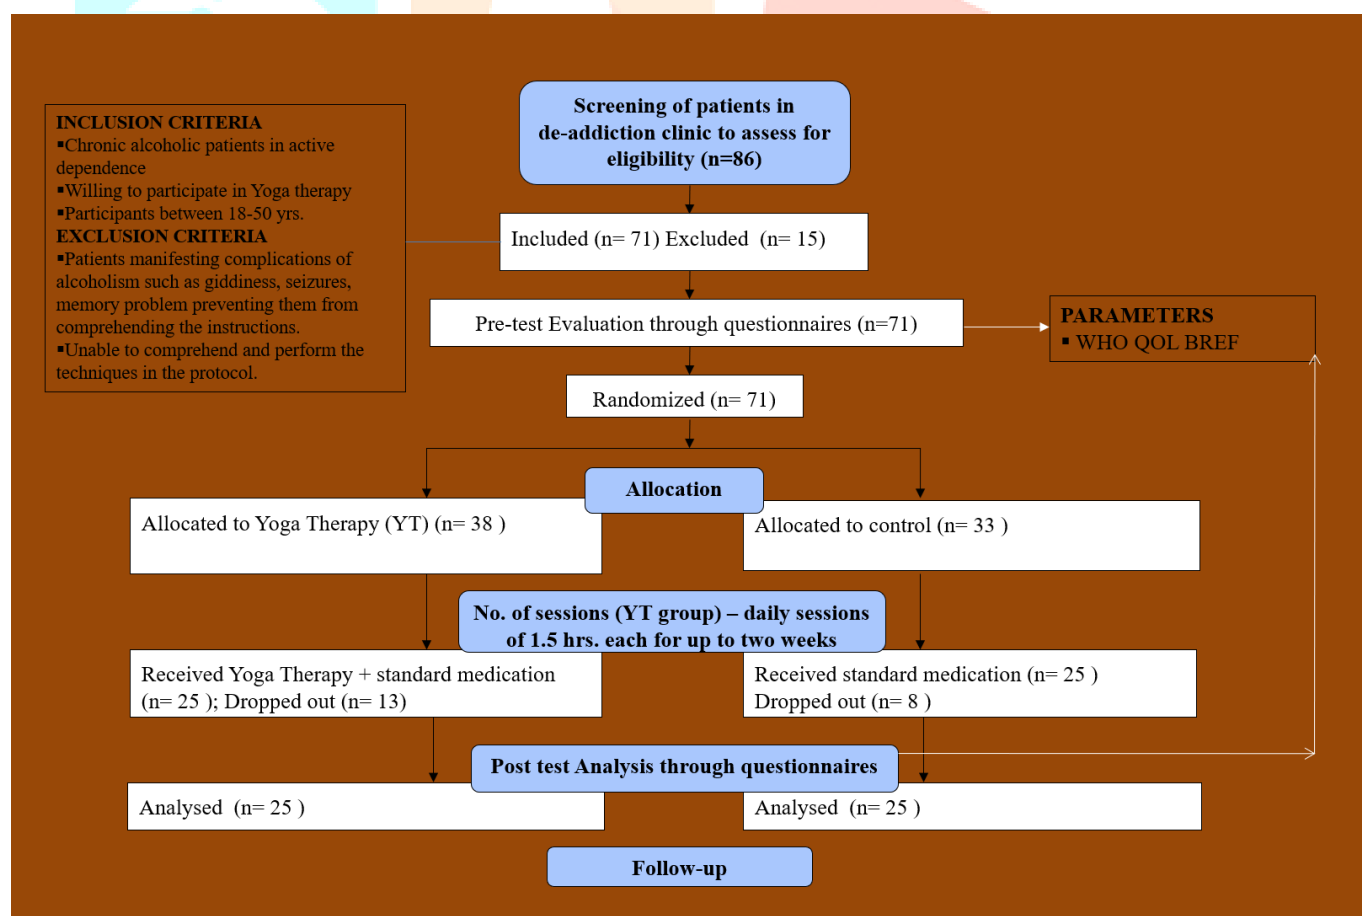 Screening of patients in
de-addiction clinic to assess for
eligibility (n=86)
INCLUSION CRITERIA
▪Chronic alcoholic patients in active
dependence
▪Willing to participate in Yoga therapy
▪Participants between 18-50 yrs.
EXCLUSION CRITERIA
▪Patients manifesting complications of
alcoholism such as giddiness, seizures,
memory problem preventing them from
comprehending the instructions.
▪Unable to comprehend and perform the
techniques in the protocol.
Included (n= 71) Excluded (n= 15)
Pre-test Evaluation through questionnaires (n=71)
PARAMETERS
▪ WHO QOL BREF
Randomized (n= 71)
Allocation
Allocated to Yoga Therapy (YT) (n= 38 )
Allocated to control (n= 33 )
No. of sessions (YT group) – daily sessions
of 1.5 hrs. each for up to two weeks
Received Yoga Therapy + standard medication
(n= 25 ); Dropped out (n= 13)
Received standard medication (n= 25 )
Dropped out (n= 8 )
Post test Analysis through questionnaires
Analysed (n= 25 )
Analysed (n= 25 )
Follow-up